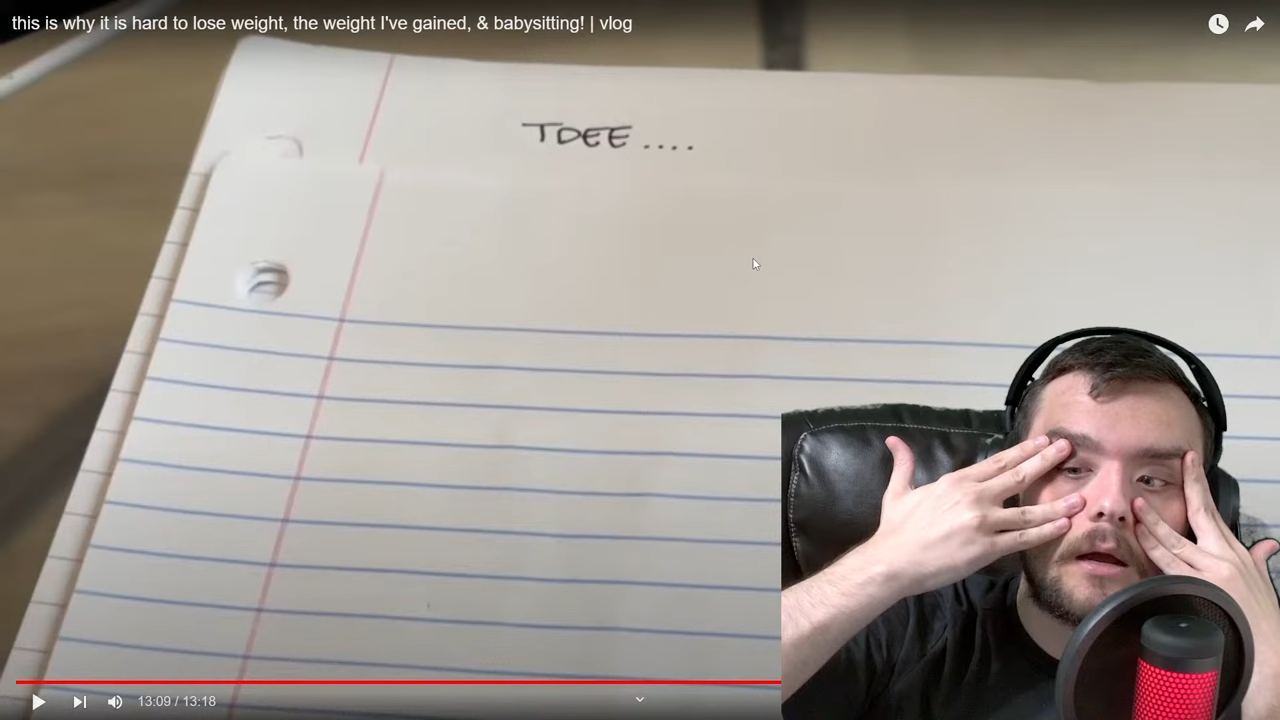 this is why it is hard to lose weight, the weight I've gained, & babysitting! | vlog
TDEE ....
13:09 / 13:18